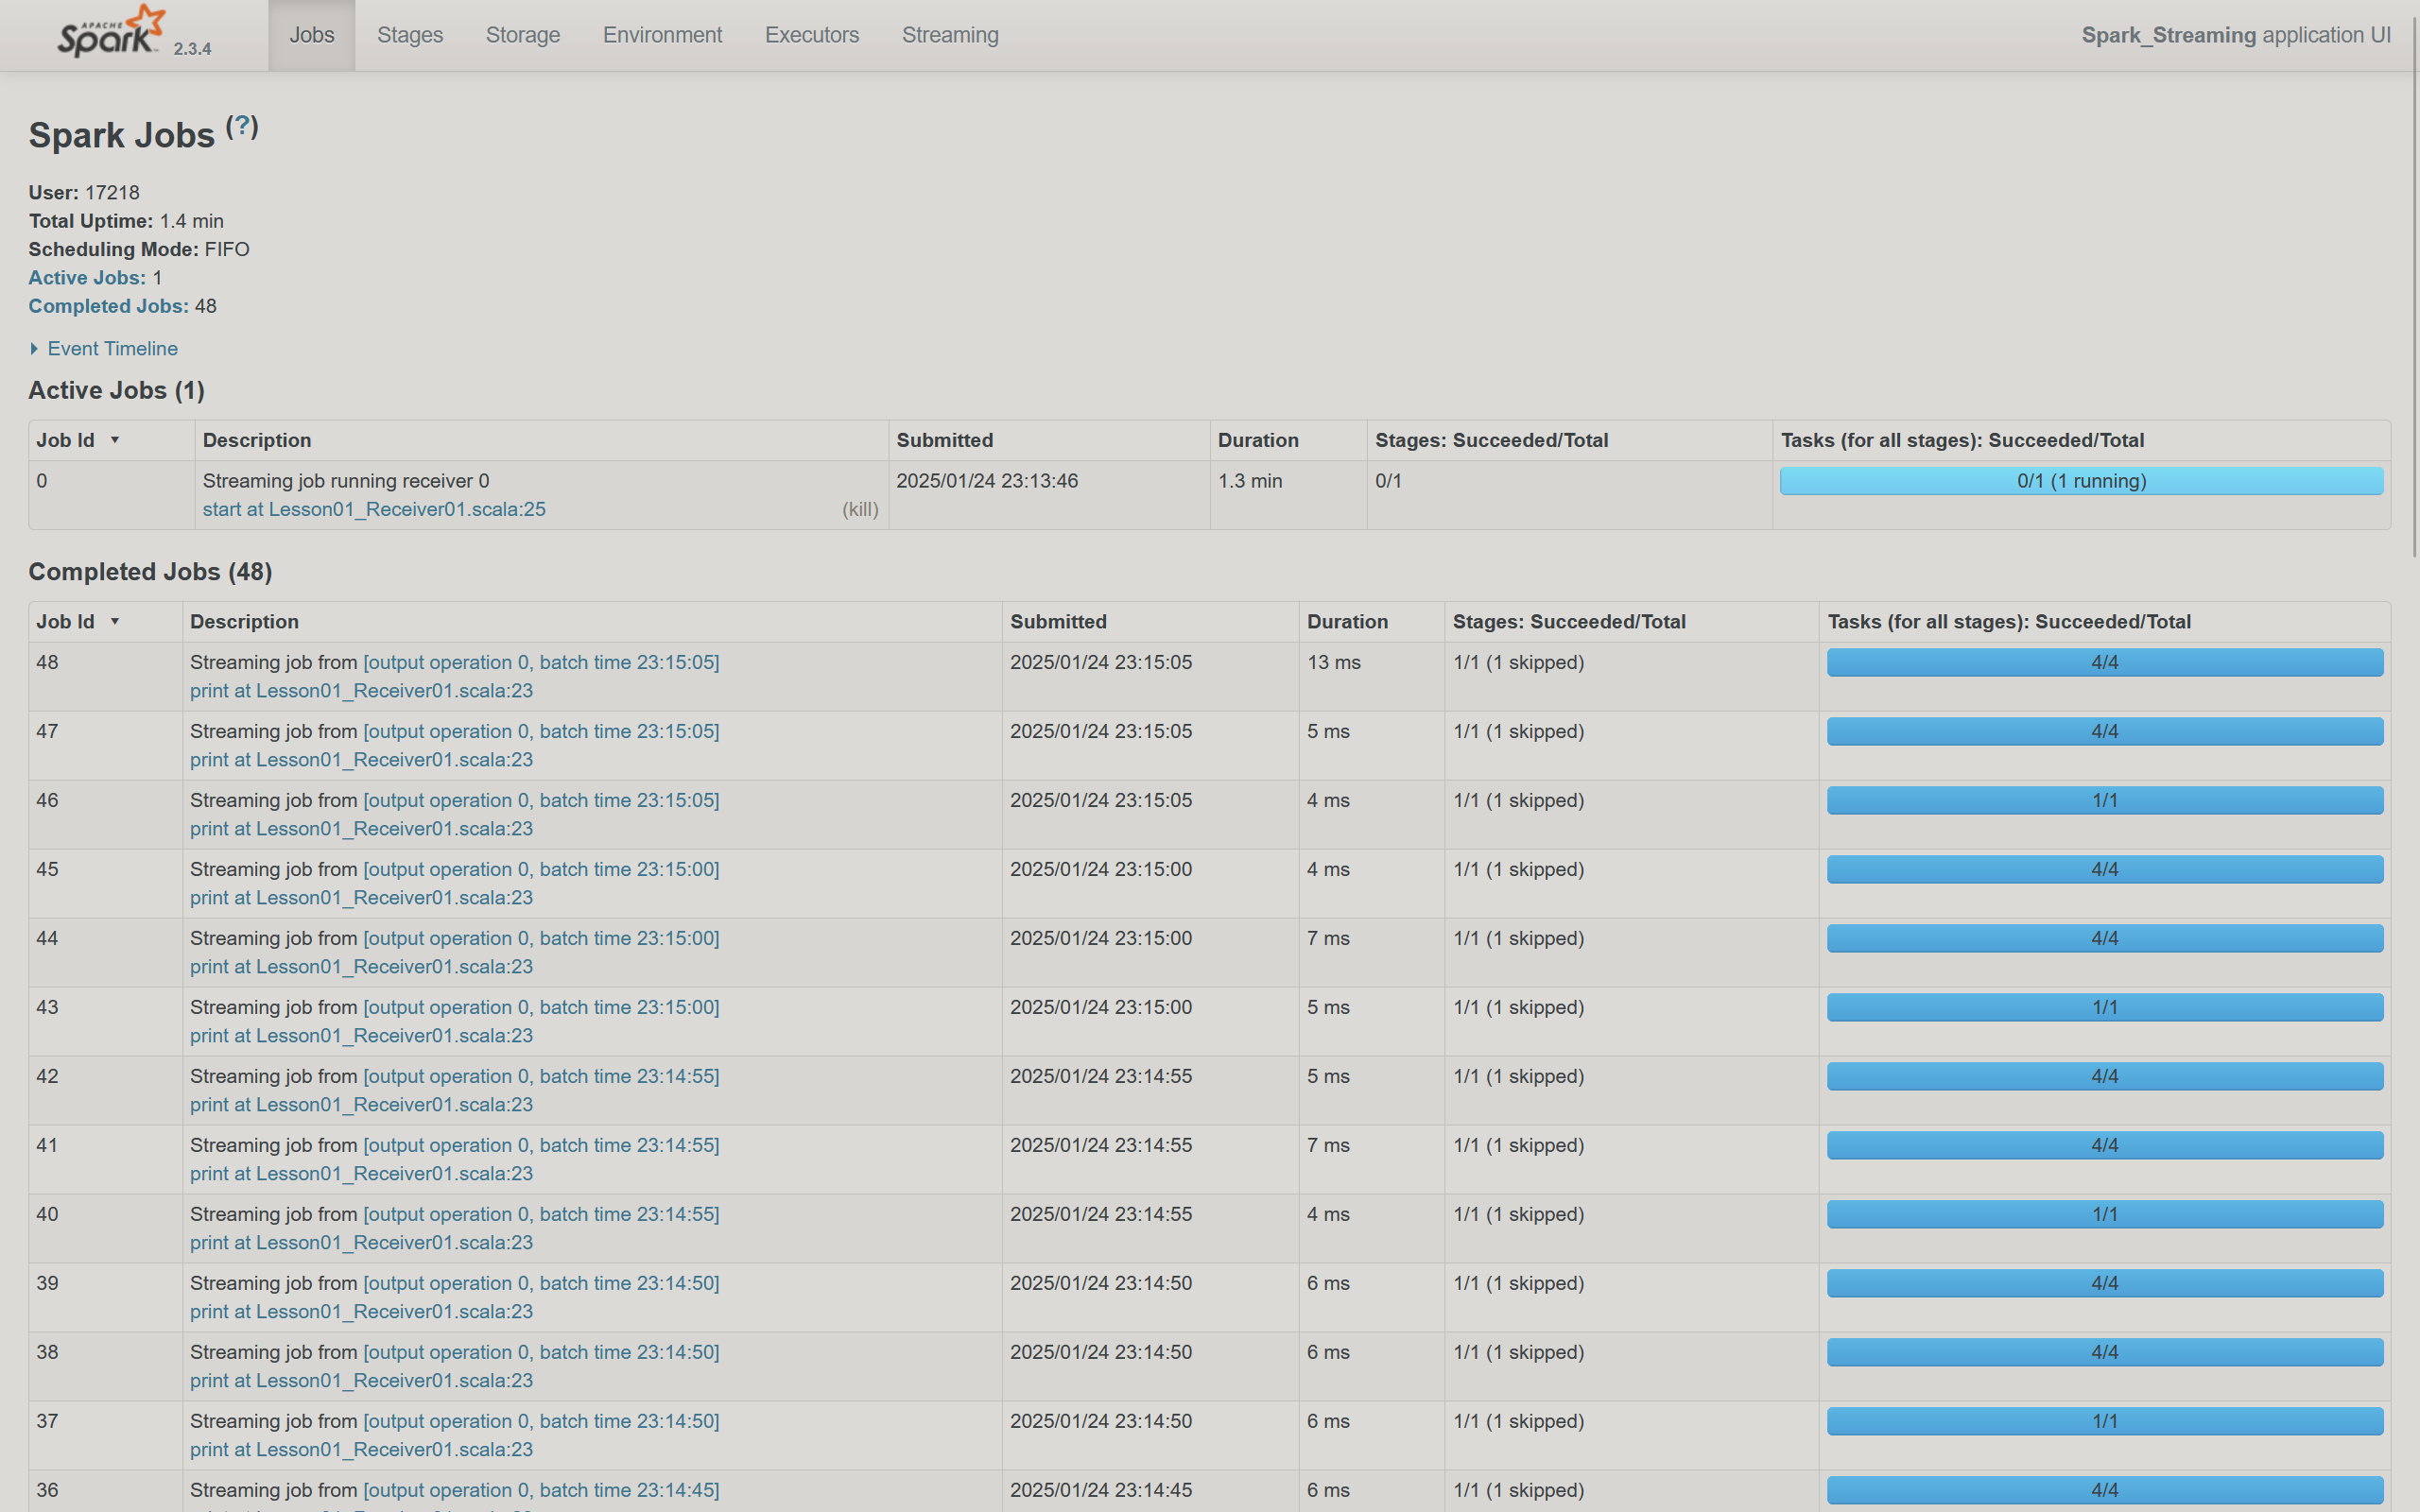 APACHE Spark 2.3.4 Jobs Stages Storage Environment Executors Streaming Spark_Streaming application UI
Spark Jobs (?)
User: 17218
Total Uptime: 1.4 min
Scheduling Mode: FIFO
Active Jobs: 1
Completed Jobs: 48
Event Timeline
Active Jobs (1)
Job Id ▾ Description Submitted Duration Stages: Succeeded/Total Tasks (for all stages): Succeeded/Total
0 Streaming job running receiver 0 2025/01/24 23:13:46 1.3 min 0/1 0/1 (1 running)
start at Lesson01_Receiver01.scala:25 (kill)
Completed Jobs (48)
Job Id ▾ Description Submitted Duration Stages: Succeeded/Total Tasks (for all stages): Succeeded/Total
48 Streaming job from [output operation 0, batch time 23:15:05] 2025/01/24 23:15:05 13 ms 1/1 (1 skipped) 4/4
print at Lesson01_Receiver01.scala:23
47 Streaming job from [output operation 0, batch time 23:15:05] 2025/01/24 23:15:05 5 ms 1/1 (1 skipped) 4/4
print at Lesson01_Receiver01.scala:23
46 Streaming job from [output operation 0, batch time 23:15:05] 2025/01/24 23:15:05 4 ms 1/1 (1 skipped) 1/1
print at Lesson01_Receiver01.scala:23
45 Streaming job from [output operation 0, batch time 23:15:00] 2025/01/24 23:15:00 4 ms 1/1 (1 skipped) 4/4
print at Lesson01_Receiver01.scala:23
44 Streaming job from [output operation 0, batch time 23:15:00] 2025/01/24 23:15:00 7 ms 1/1 (1 skipped) 4/4
print at Lesson01_Receiver01.scala:23
43 Streaming job from [output operation 0, batch time 23:15:00] 2025/01/24 23:15:00 5 ms 1/1 (1 skipped) 1/1
print at Lesson01_Receiver01.scala:23
42 Streaming job from [output operation 0, batch time 23:14:55] 2025/01/24 23:14:55 5 ms 1/1 (1 skipped) 4/4
print at Lesson01_Receiver01.scala:23
41 Streaming job from [output operation 0, batch time 23:14:55] 2025/01/24 23:14:55 7 ms 1/1 (1 skipped) 4/4
print at Lesson01_Receiver01.scala:23
40 Streaming job from [output operation 0, batch time 23:14:55] 2025/01/24 23:14:55 4 ms 1/1 (1 skipped) 1/1
print at Lesson01_Receiver01.scala:23
39 Streaming job from [output operation 0, batch time 23:14:50] 2025/01/24 23:14:50 6 ms 1/1 (1 skipped) 4/4
print at Lesson01_Receiver01.scala:23
38 Streaming job from [output operation 0, batch time 23:14:50] 2025/01/24 23:14:50 6 ms 1/1 (1 skipped) 4/4
print at Lesson01_Receiver01.scala:23
37 Streaming job from [output operation 0, batch time 23:14:50] 2025/01/24 23:14:50 6 ms 1/1 (1 skipped) 1/1
print at Lesson01_Receiver01.scala:23
36 Streaming job from [output operation 0, batch time 23:14:45] 2025/01/24 23:14:45 6 ms 1/1 (1 skipped) 4/4